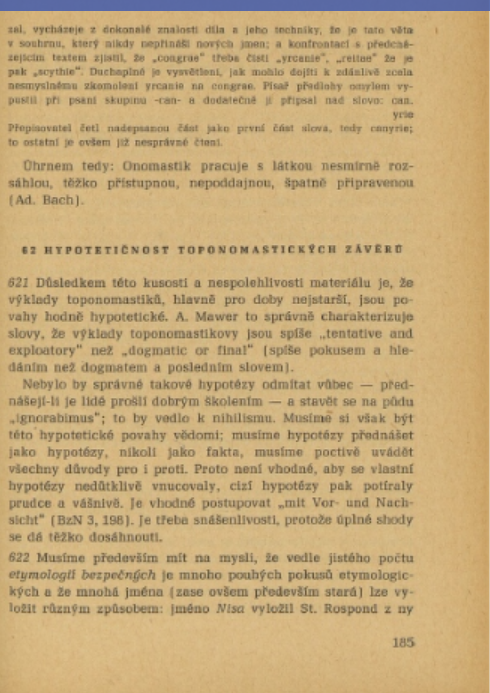 zal, vycházeje z dokonalé znalosti díla a jeho techniky, že je tato věta
v souhrnu, který nikdy nepřináší nových jmen; a konfrontací s předchá-
zejícím textem zjistil, že „congrae“ třeba čísti „yrcanie“, „reitne“ že je
pak „scythie“. Duchaplné je vysvětlení, jak mohlo dojíti k zdánlivě zcela
nesmyslnému zkomolení yrcanie na congrae. Písař předlohy omylem vy-
pustil při psaní skupinu -can- a dodatečně ji připsal nad slovo: can.
yrie
Přepisovatel četl nadepsanou část jako první část slova, tedy canyrie;
to ostatní je ovšem již nesprávné čtení.
Úhrnem tedy: Onomastik pracuje s látkou nesmírně roz-
sáhlou, těžko přístupnou, nepoddajnou, špatně připravenou
(Ad. Bach).
62 HYPOTETIČNOST TOPONOMASTICKÝCH ZÁVĚRŮ
621 Důsledkem této kusosti a nespolehlivosti materiálu je, že
výklady toponomastiků, hlavně pro doby nejstarší, jsou po-
vahy hodně hypotetické. A. Mawer to správně charakterizuje
slovy, že výklady toponomastikovy jsou spíše „tentative and
exploatory“ než „dogmatic or final“ (spíše pokusem a hle-
dáním než dogmatem a posledním slovem).
Nebylo by správné takové hypotézy odmítat vůbec — před-
nášejí-li je lidé prošlí dobrým školením — a stavět se na půdu
„ignorabimus“; to by vedlo k nihilismu. Musíme si však být
této hypotetické povahy vědomi; musíme hypotézy přednášet
jako hypotézy, nikoli jako fakta, musíme poctivě uvádět
všechny důvody pro i proti. Proto není vhodné, aby se vlastní
hypotézy nedůtklivě vnucovaly, cizí hypotézy pak potíraly
prudce a vášnivě. Je vhodné postupovat „mit Vor- und Nach-
sicht“ (BzN 3, 198). Je třeba snášenlivosti, protože úplné shody
se dá těžko dosáhnouti.
622 Musíme především mít na mysli, že vedle jistého počtu
etymologií bezpečných je mnoho pouhých pokusů etymologic-
kých a že mnohá jména (zase ovšem především stará) lze vy-
ložit různým způsobem: jméno Nisa vyložil St. Rospond z ny
185